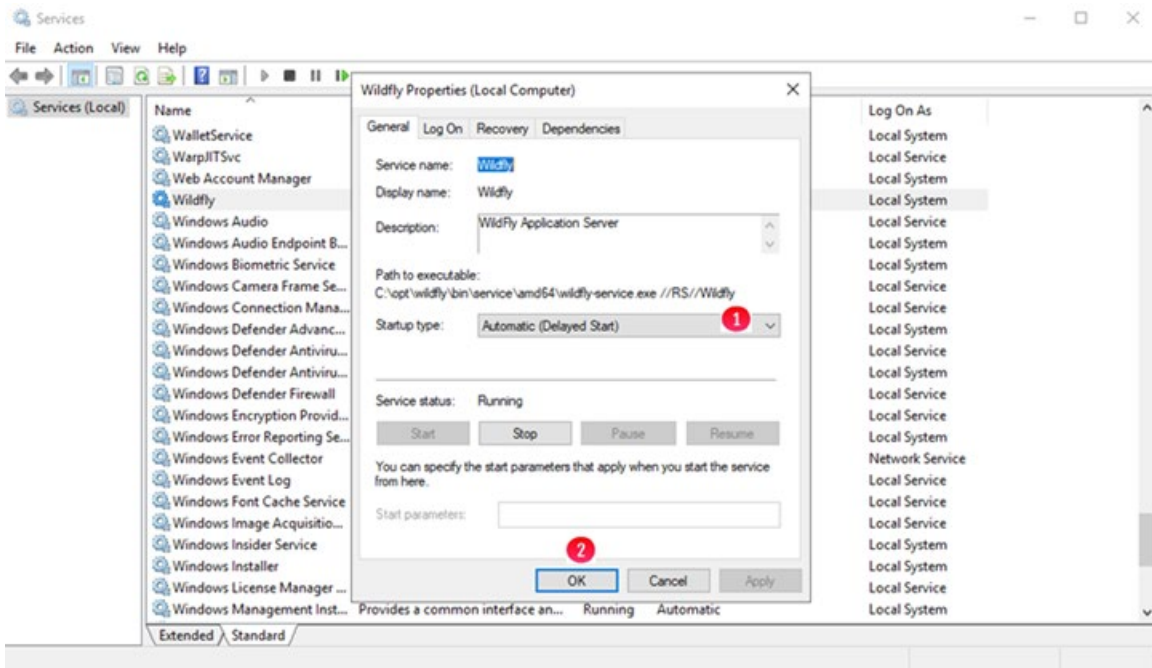 Services
File Action View Help
Services (Local)
Name
Log On As
WalletService
Local System
WarpJITSvc
Local Service
Web Account Manager
Local System
Wildfly
Local System
Windows Audio
Local Service
Windows Audio Endpoint B...
Local System
Windows Biometric Service
Local System
Windows Camera Frame Se...
Local Service
Windows Connection Mana...
Local Service
Windows Defender Advanc...
Local System
Windows Defender Antiviru...
Local Service
Windows Defender Antiviru...
Local System
Windows Defender Firewall
Local Service
Windows Encryption Provid...
Local Service
Windows Error Reporting Se...
Local System
Windows Event Collector
Network Service
Windows Event Log
Local Service
Windows Font Cache Service
Local Service
Windows Image Acquisitio...
Local Service
Windows Insider Service
Local System
Windows Installer
Local System
Windows License Manager ...
Local Service
Windows Management Inst... Provides a common interface an... Running Automatic Local System
Extended Standard
Wildfly Properties (Local Computer)
General Log On Recovery Dependencies
Service name: Wildfly
Display name: Wildfly
Description: WildFly Application Server
Path to executable:
C:\opt\wildfly\bin\service\amd64\wildfly-service.exe //RS//Wildfly
Startup type: Automatic (Delayed Start) 1
Service status: Running
Start Stop Pause Resume
You can specify the start parameters that apply when you start the service
from here.
Start parameters:
2
OK Cancel Apply